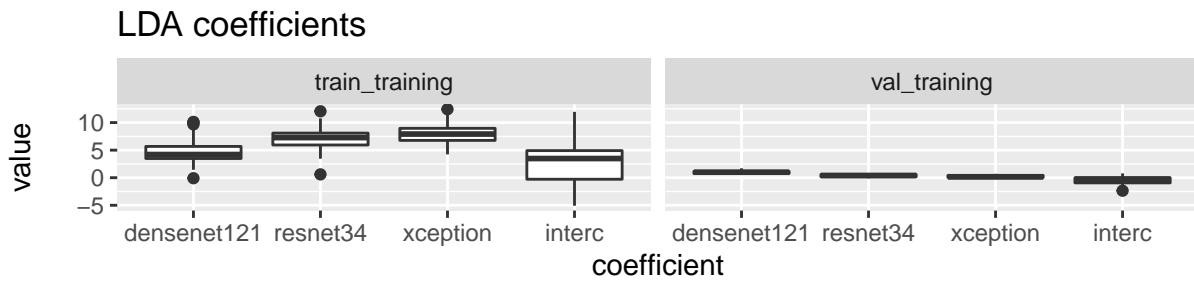 LDA coefficients
train_training val_training
value
10
5
0
−5
densenet121 resnet34 xception interc densenet121 resnet34 xception interc
coefficient